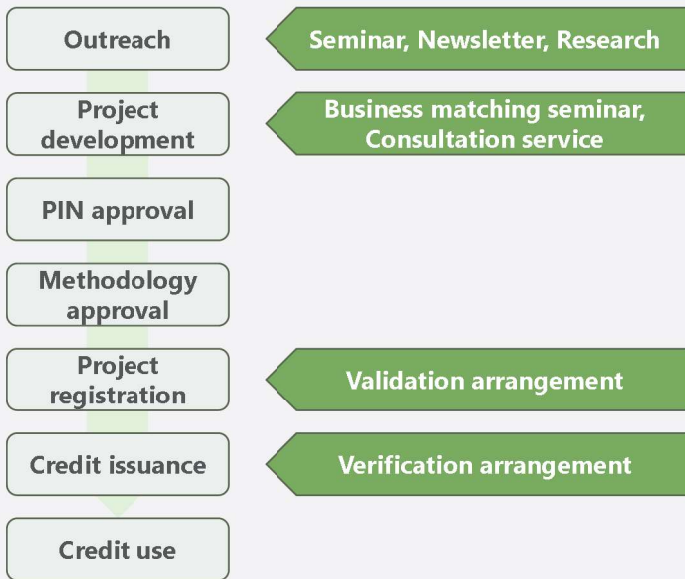 Outreach
Seminar, Newsletter, Research
Project
development
Business matching seminar,
Consultation service
PIN approval
Methodology
approval
Project
registration
Validation arrangement
Credit issuance
Verification arrangement
Credit use